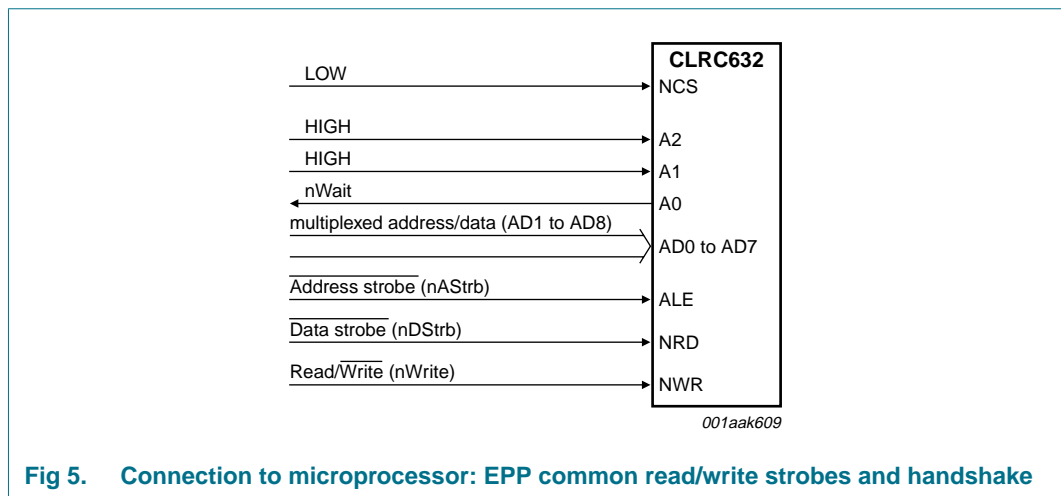 CLRC632
LOW
NCS
HIGH
A2
HIGH
A1
nWait
A0
multiplexed address/data (AD1 to AD8)
AD0 to AD7
Address strobe (nAStrb)
ALE
Data strobe (nDStrb)
NRD
Read/Write (nWrite)
NWR
001aak609
Fig 5. Connection to microprocessor: EPP common read/write strobes and handshake